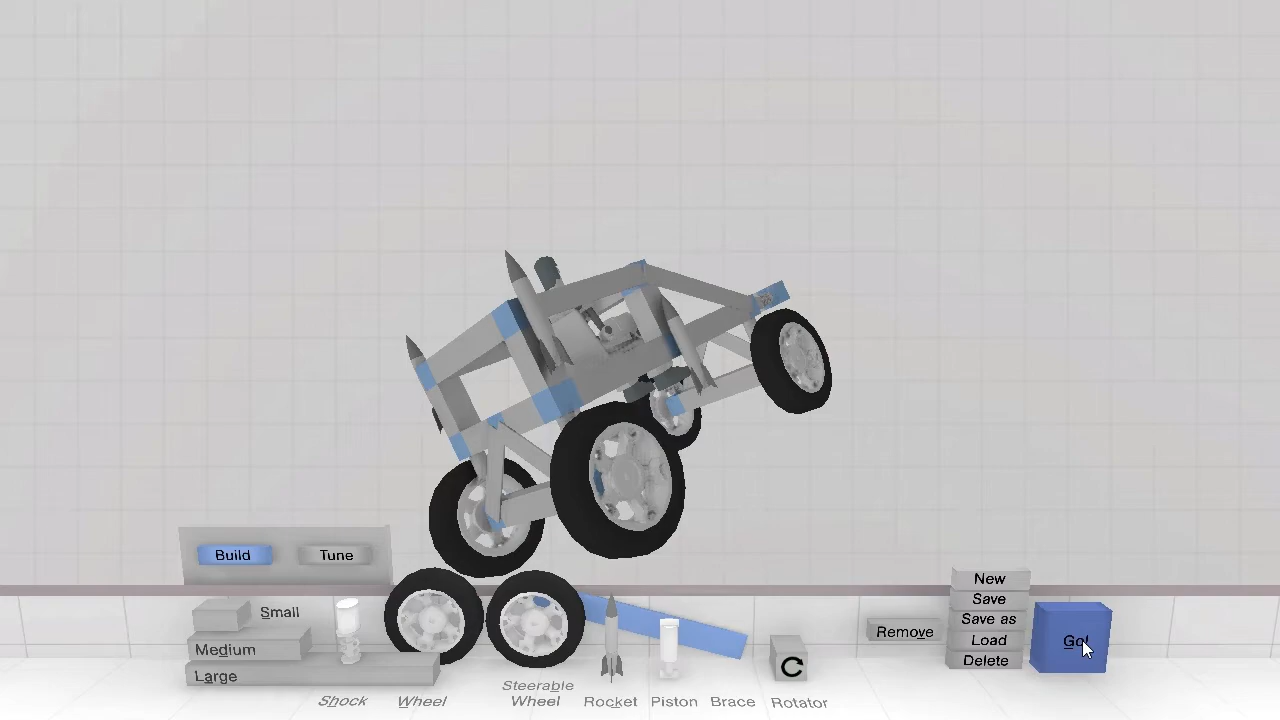 Build
Tune
Small
Medium
Large
Shock
Wheel
Steerable
Wheel
Rocket
Piston
Brace
Rotator
Remove
New
Save
Save as
Load
Delete
Go!